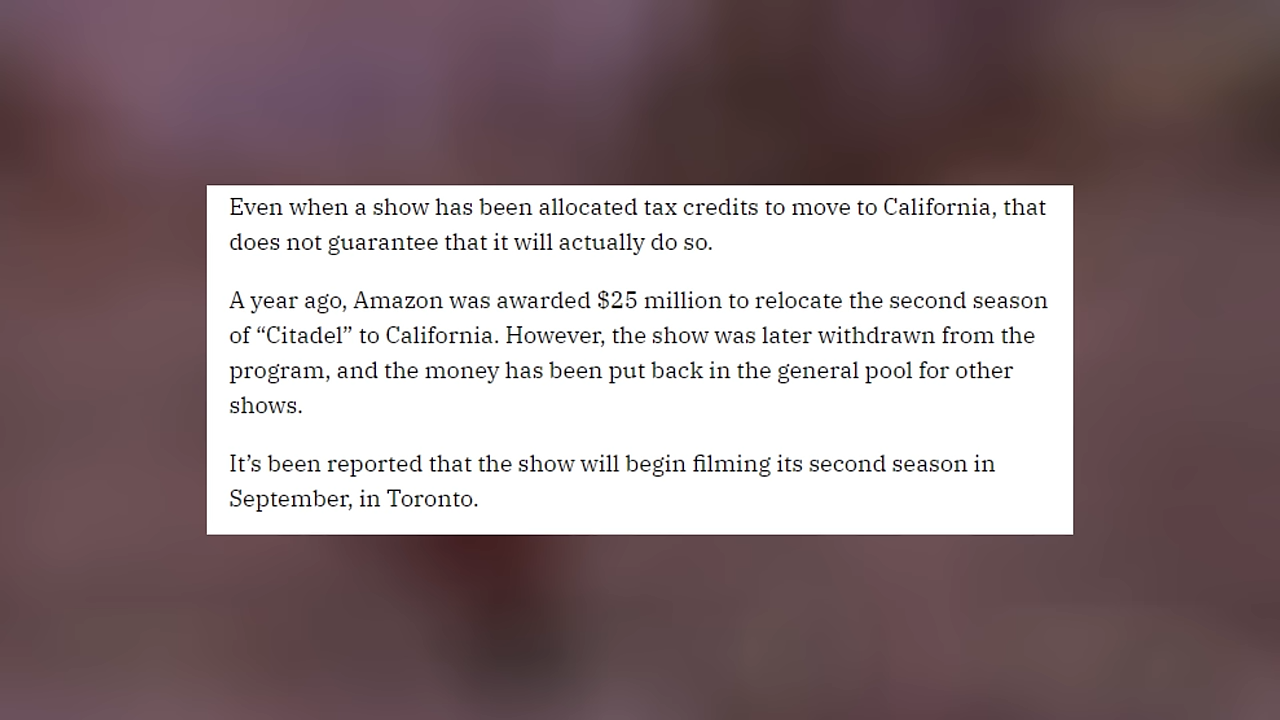 Even when a show has been allocated tax credits to move to California, that
does not guarantee that it will actually do so.
A year ago, Amazon was awarded $25 million to relocate the second season
of “Citadel” to California. However, the show was later withdrawn from the
program, and the money has been put back in the general pool for other
shows.
It’s been reported that the show will begin filming its second season in
September, in Toronto.